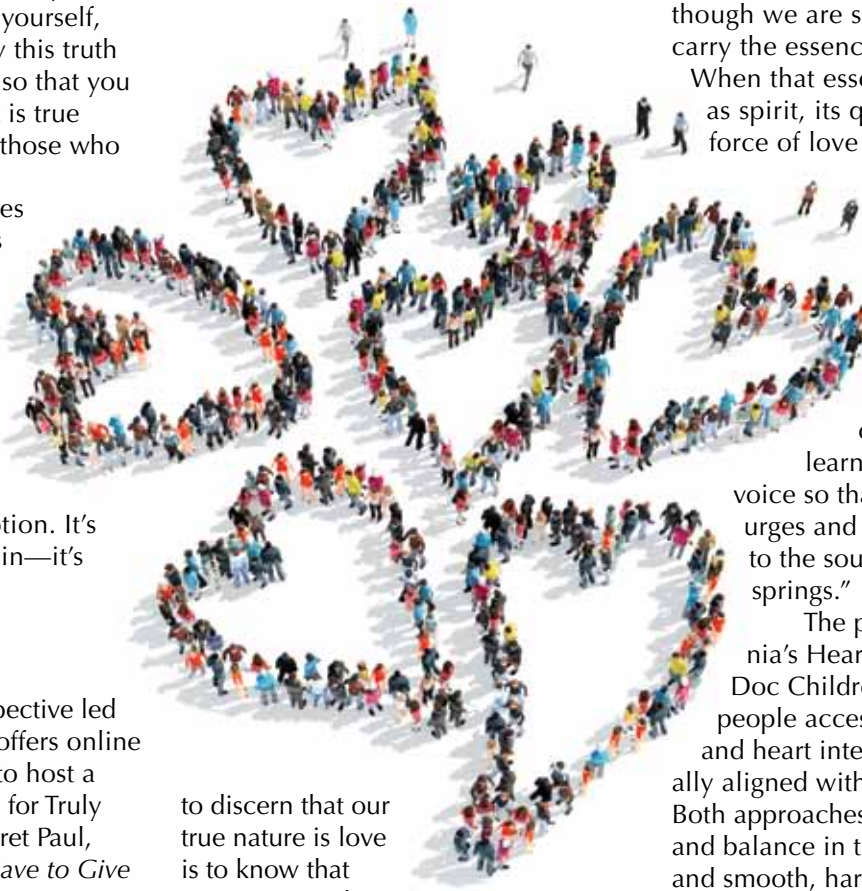 yourself,
y this truth
so that you
is true
those who
es
s
tion. It's
in—it's
pective led
offers online
to host a
for Truly
ret Paul,
ave to Give
to discern that our
true nature is love
is to know that
though we are s
carry the essenc
When that esse
as spirit, its q
force of love
learn
voice so tha
urges and
to the sou
springs.”
The p
nia's Hear
Doc Childre
people acces
and heart inte
ally aligned with
Both approaches
and balance in t
and smooth, har